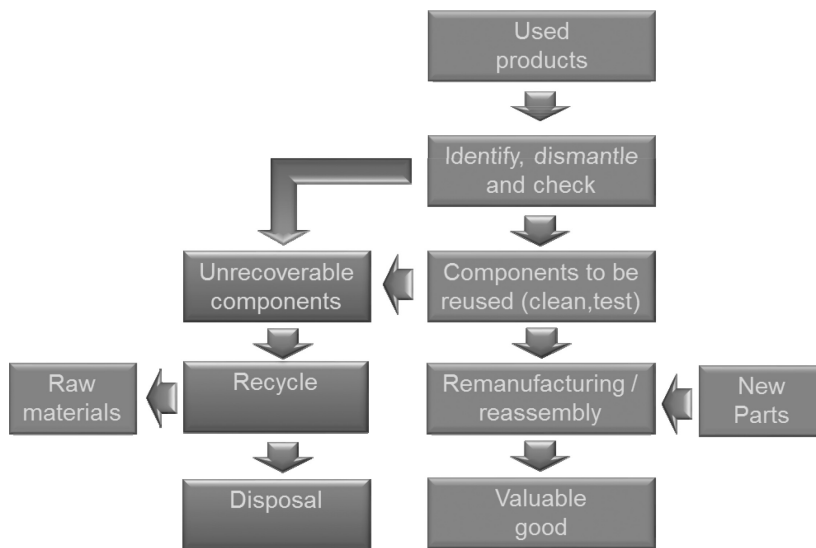 Used
products
Identify, dismantle
and check
Unrecoverable
components
Components to be
reused (clean,test)
Raw
materials
Recycle
Remanufacturing /
reassembly
New
Parts
Disposal
Valuable
good